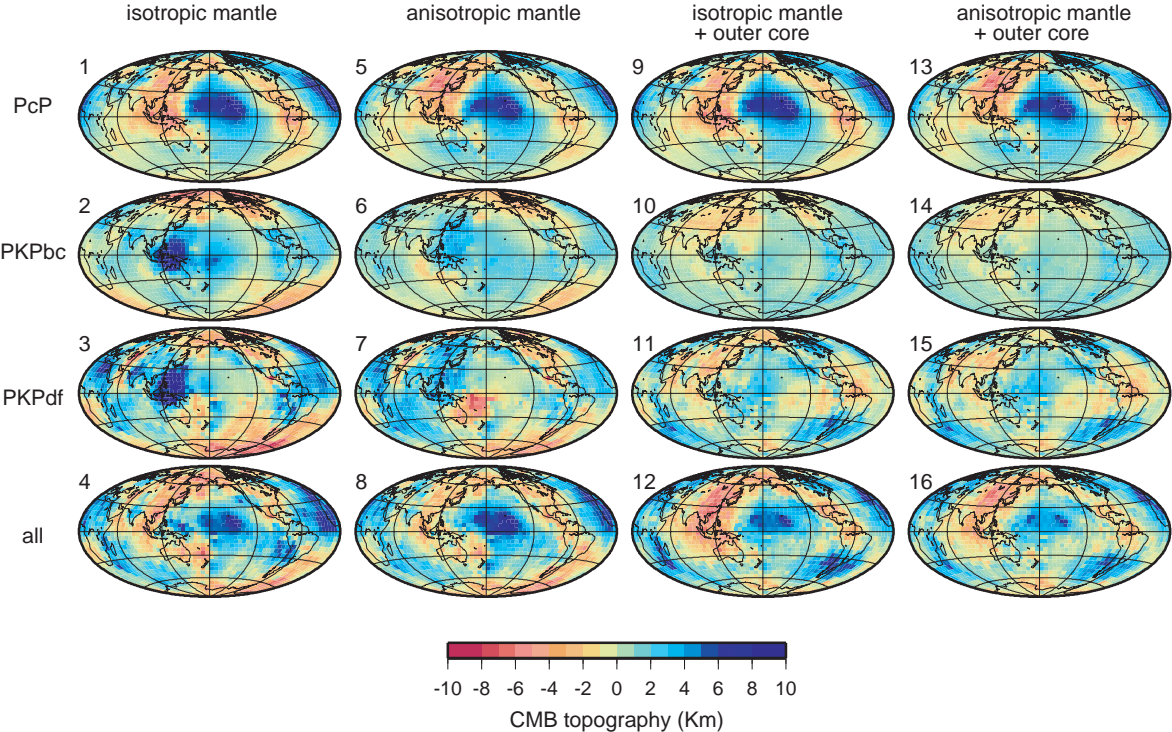 isotropic mantle
anisotropic mantle
isotropic mantle
+ outer core
anisotropic mantle
+ outer core
PcP
1
5
9
13
PKPbc
2
6
10
14
PKPdf
3
7
11
15
all
4
8
12
16
-10 -8 -6 -4 -2 0 2 4 6 8 10
CMB topography (Km)